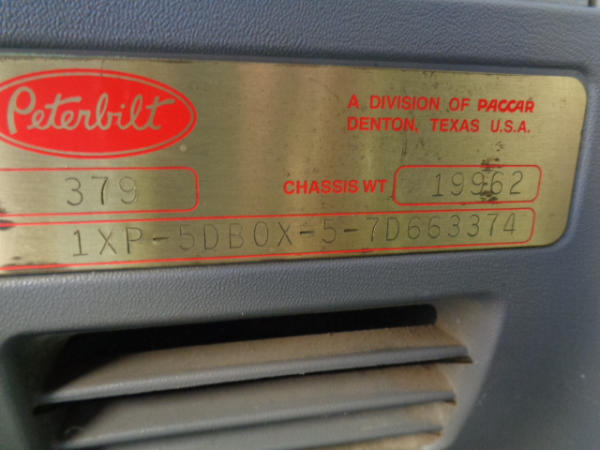 Peterbilt
A DIVISION OF PACCAR
DENTON, TEXAS U.S.A.
379
CHASSIS WT 19962
1XP-5DB0X-5-7D663374